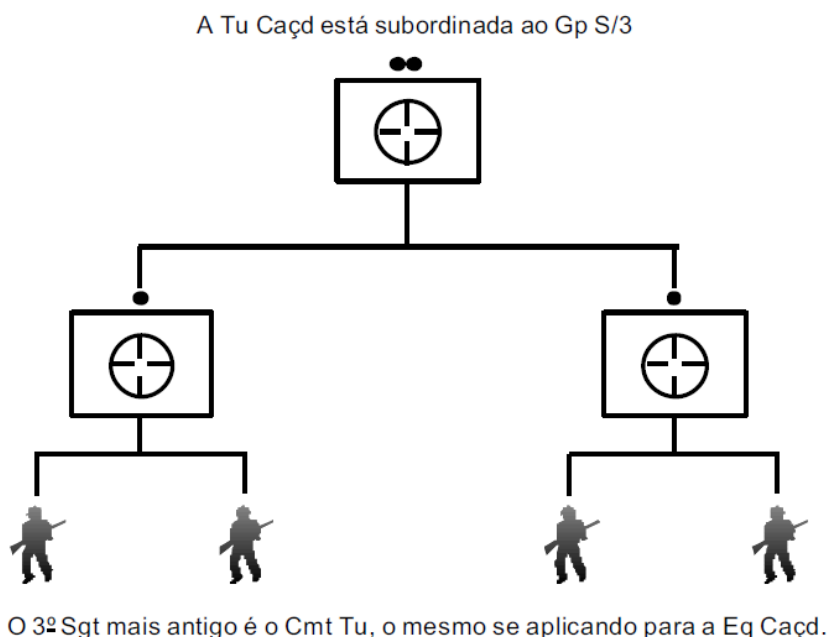 A Tu Caçd está subordinada ao Gp S/3
O 3º Sgt mais antigo é o Cmt Tu, o mesmo se aplicando para a Eq Caçd.